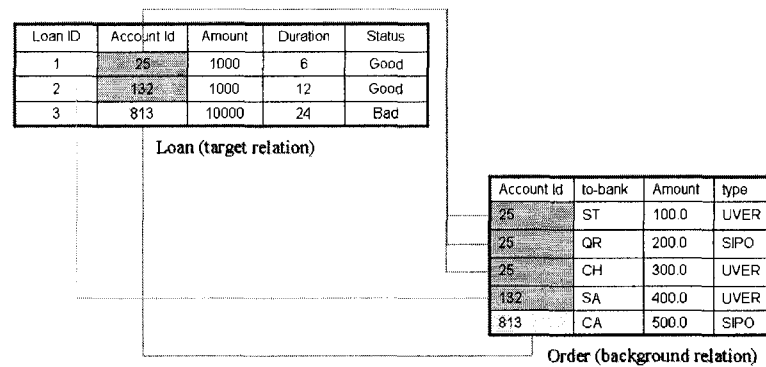 Loan ID Account Id Amount Duration Status
1 25 1000 6 Good
2 132 1000 12 Good
3 813 10000 24 Bad
Loan (target relation)
Account Id to-bank Amount type
25 ST 100.0 UVER
25 QR 200.0 SIPO
25 CH 300.0 UVER
132 SA 400.0 UVER
813 CA 500.0 SIPO
Order (background relation)